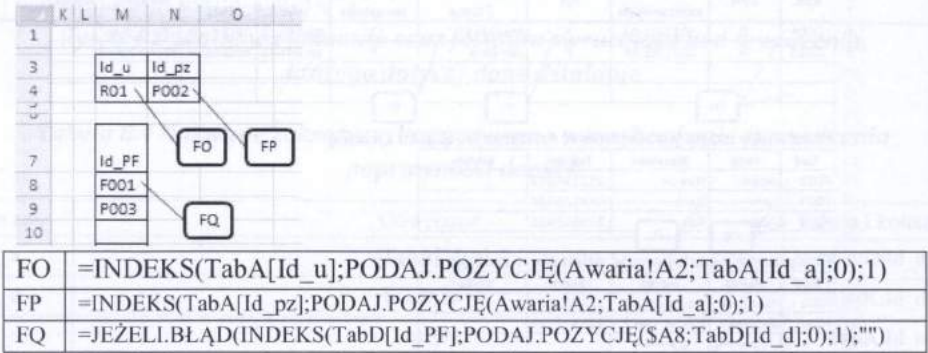 K L M N O
1
3 Id_u Id_pz
4 R01 P002
FO FP
7 Id_PF
8 F001
9 P003
FQ
10
FO =INDEKS(TabA[Id_u];PODAJ.POZYCJĘ(Awaria!A2;TabA[Id_a];0);1)
FP =INDEKS(TabA[Id_pz];PODAJ.POZYCJĘ(Awaria!A2;TabA[Id_a];0);1)
FQ =JEŻELI.BŁĄD(INDEKS(TabD[Id_PF];PODAJ.POZYCJĘ($A8;TabD[Id_d];0);1);"")